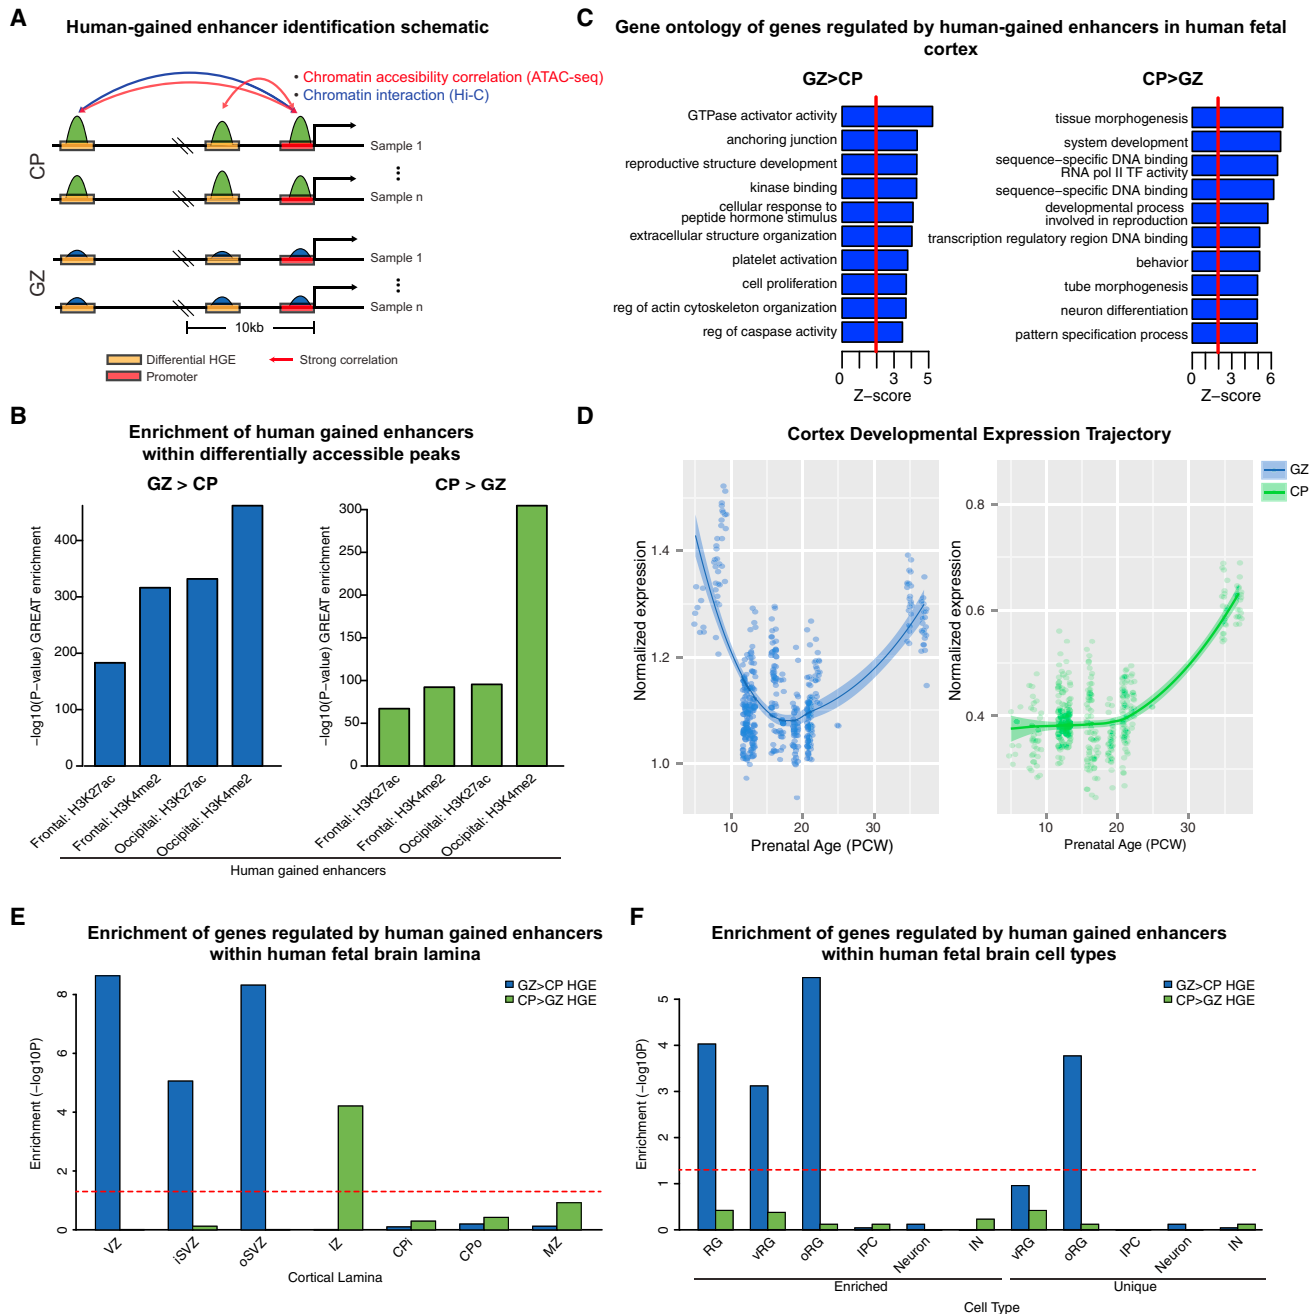 A
Human-gained enhancer identification schematic
• Chromatin accesibility correlation (ATAC-seq)
• Chromatin interaction (Hi-C)
CP
Sample 1
Sample n
GZ
Sample 1
Sample n
10kb
Differential HGE
Strong correlation
Promoter
B
Enrichment of human gained enhancers
within differentially accessible peaks
GZ > CP
CP > GZ
−log10(P−value) GREAT enrichment
400
300
200
100
0
−log10(P−value) GREAT enrichment
300
250
200
150
100
50
0
Frontal: H3K27ac
Frontal: H3K4me2
Occipital: H3K27ac
Occipital: H3K4me2
Frontal: H3K27ac
Frontal: H3K4me2
Occipital: H3K27ac
Occipital: H3K4me2
Human gained enhancers
C
Gene ontology of genes regulated by human-gained enhancers in human fetal
cortex
GZ>CP
GTPase activator activity
anchoring junction
reproductive structure development
kinase binding
cellular response to
peptide hormone stimulus
extracellular structure organization
platelet activation
cell proliferation
reg of actin cytoskeleton organization
reg of caspase activity
0 3 5
Z−score
CP>GZ
tissue morphogenesis
system development
sequence−specific DNA binding
RNA pol II TF activity
sequence−specific DNA binding
developmental process
involved in reproduction
transcription regulatory region DNA binding
behavior
tube morphogenesis
neuron differentiation
pattern specification process
0 3 6
Z−score
D
Cortex Developmental Expression Trajectory
GZ
CP
Normalized expression
1.4
1.2
1.0
10 20 30
Prenatal Age (PCW)
Normalized expression
0.8
0.6
0.4
10 20 30
Prenatal Age (PCW)
E
Enrichment of genes regulated by human gained enhancers
within human fetal brain lamina
GZ>CP HGE
CP>GZ HGE
Enrichment (−log10P)
8
6
4
2
0
VZ
iSVZ
oSVZ
IZ
CPi
CPo
MZ
Cortical Lamina
F
Enrichment of genes regulated by human gained enhancers
within human fetal brain cell types
GZ>CP HGE
CP>GZ HGE
Enrichment (−log10P)
5
4
3
2
1
0
RG
vRG
oRG
IPC
Neuron
IN
vRG
oRG
IPC
Neuron
IN
Enriched
Unique
Cell Type